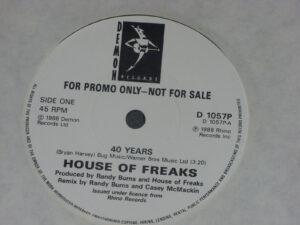 DEMON
RECORDS
FOR PROMO ONLY—NOT FOR SALE
SIDE ONE
45 RPM
D 1057P
D 1057P-A
℗ 1988 Demon
Records Ltd
℗ 1988 Rhino
Records Inc
40 YEARS
(Bryan Harvey) Bug Music/Warner Bros Music Ltd (3:20)
HOUSE OF FREAKS
Produced by Randy Burns and House of Freaks
Remix by Randy Burns and Casey McMackin
Issued under licence from
Rhino Records